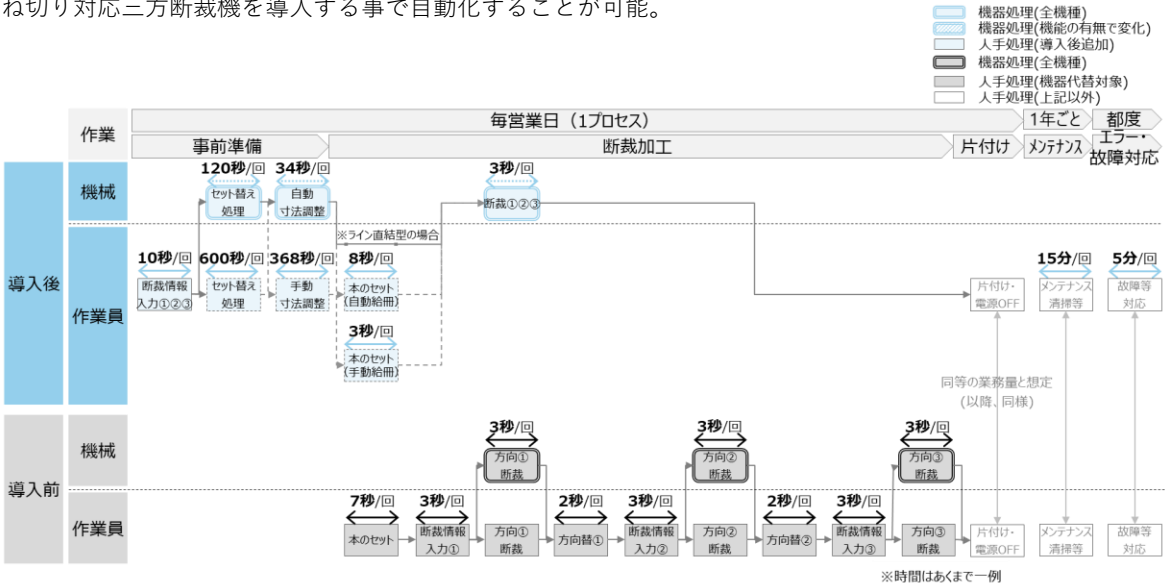 ね切り対応三方断裁機を導入する事で自動化することが可能。
機器処理(全機種)
機器処理(機能の有無で変化)
人手処理(導入後追加)
機器処理(全機種)
人手処理(機器代替対象)
人手処理(上記以外)
作業
毎営業日（1プロセス）
1年ごと
都度
事前準備
断裁加工
片付け
メンテナンス
エラー・
故障対応
導入後
機械
120秒/回
34秒/回
3秒/回
セット替え
処理
自動
寸法調整
断裁①②③
※ライン直結型の場合
作業員
10秒/回
600秒/回
368秒/回
8秒/回
15分/回
5分/回
断裁情報
入力①②③
セット替え
処理
手動
寸法調整
本のセット
(自動給冊)
片付け・
電源OFF
メンテナンス
清掃等
故障等
対応
3秒/回
本のセット
(手動給冊)
同等の業務量と想定
(以降、同様)
導入前
機械
3秒/回
3秒/回
3秒/回
方向①
断裁
方向②
断裁
方向③
断裁
作業員
7秒/回
3秒/回
2秒/回
3秒/回
2秒/回
3秒/回
本のセット
断裁情報
入力①
方向①
断裁
方向替①
断裁情報
入力②
方向②
断裁
方向替②
断裁情報
入力③
方向③
断裁
片付け・
電源OFF
メンテナンス
清掃等
故障等
対応
※時間はあくまで一例